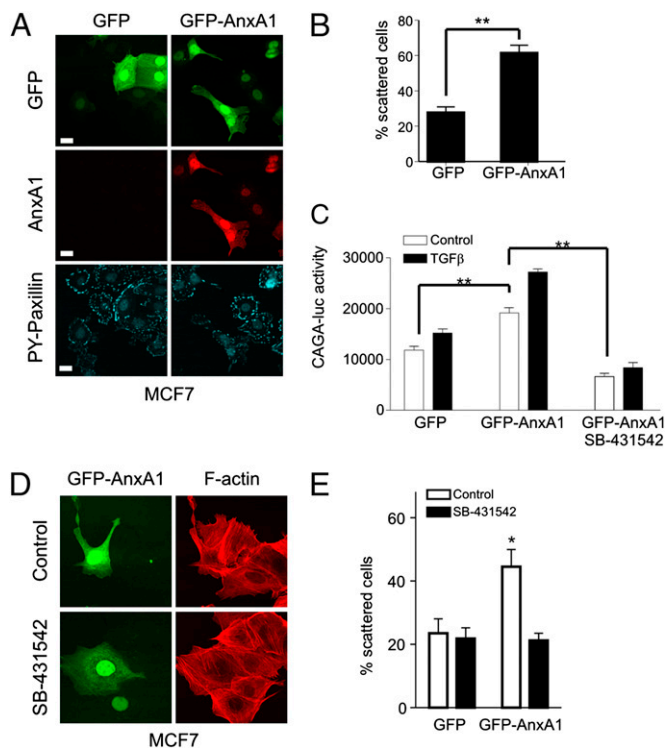 A
GFP
GFP-AnxA1
GFP
AnxA1
PY-Paxillin
MCF7
B
% scattered cells
80
60
40
20
0
**
GFP
GFP-AnxA1
C
Control
TGFβ
CAGA-luc activity
30000
20000
10000
0
**
**
GFP
GFP-AnxA1
GFP-AnxA1
SB-431542
D
GFP-AnxA1
F-actin
Control
SB-431542
MCF7
E
Control
SB-431542
% scattered cells
60
40
20
0
*
GFP
GFP-AnxA1